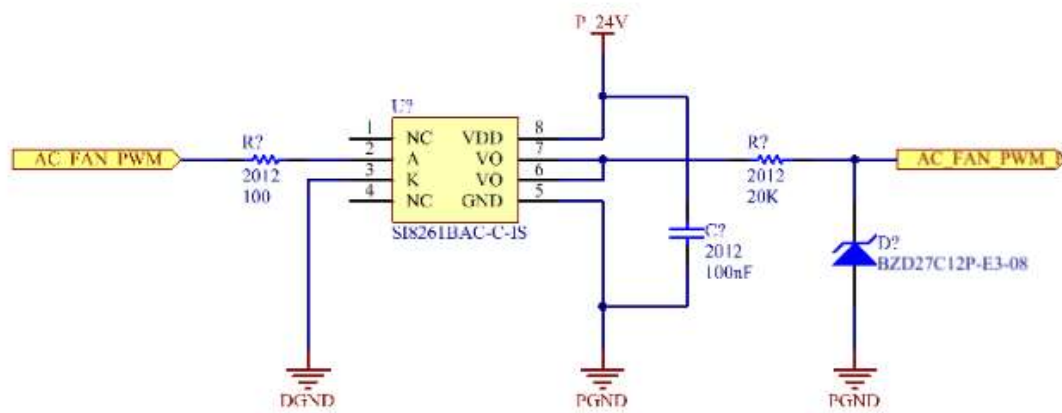 P_24V
U?
1 NC VDD 8
2 A VO 7
3 K VO 6
4 NC GND 5
SI8261BAC-C-IS
AC_FAN_PWM
R?
2012
100
R?
2012
20K
AC_FAN_PWM_
C?
2012
100nF
D?
BZD27C12P-E3-08
DGND
PGND
PGND